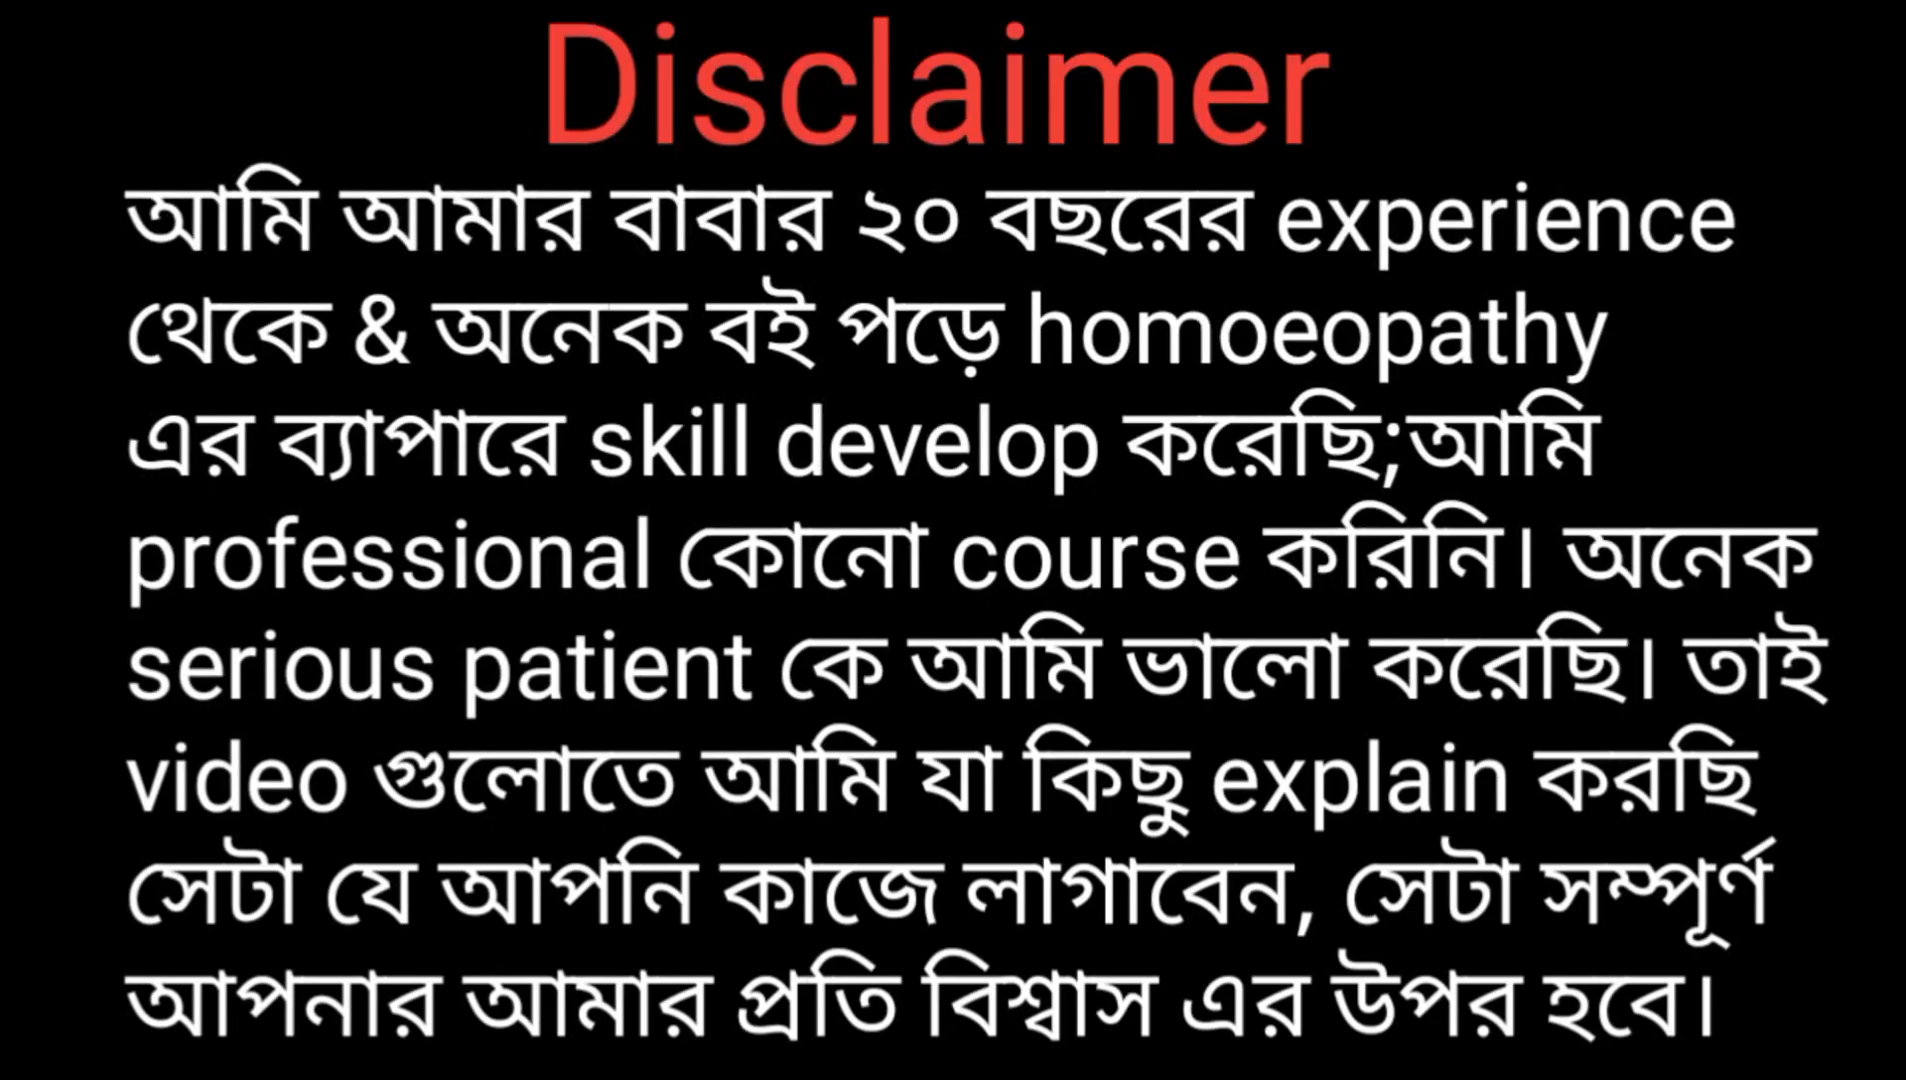 Disclaimer
আমি আমার বাবার ২০ বছরের experience
থেকে & অনেক বই পড়ে homoeopathy
এর ব্যাপারে skill develop করেছি;আমি
professional কোনো course করিনি। অনেক
serious patient কে আমি ভালো করেছি। তাই
video গুলোতে আমি যা কিছু explain করছি
সেটা যে আপনি কাজে লাগাবেন, সেটা সম্পূর্ণ
আপনার আমার প্রতি বিশ্বাস এর উপর হবে।